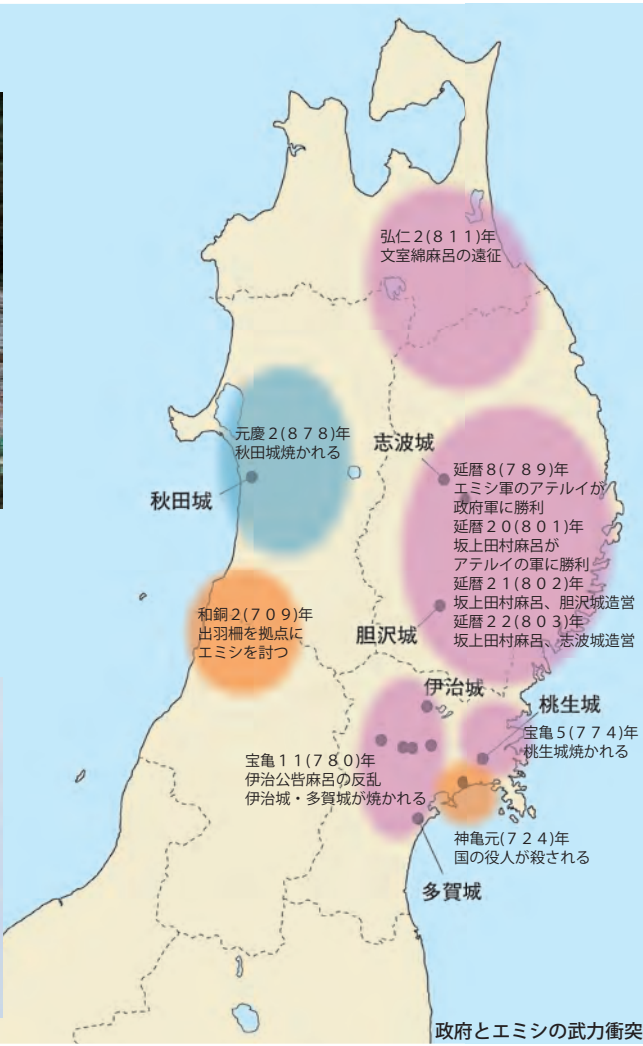 弘仁２(８１１)年
文室綿麻呂の遠征
元慶２(８７８)年
秋田城焼かれる
志波城
秋田城
延暦８(７８９)年
エミシ軍のアテルイが
政府軍に勝利
延暦２０(８０１)年
坂上田村麻呂が
アテルイの軍に勝利
延暦２１(８０２)年
坂上田村麻呂、胆沢城造営
延暦２２(８０３)年
坂上田村麻呂、志波城造営
和銅２(７０９)年
出羽柵を拠点に
エミシを討つ
胆沢城
伊治城
桃生城
宝亀５(７７４)年
桃生城焼かれる
宝亀１１(７８０)年
伊治公呰麻呂の反乱
伊治城・多賀城が焼かれる
神亀元(７２４)年
国の役人が殺される
多賀城
政府とエミシの武力衝突